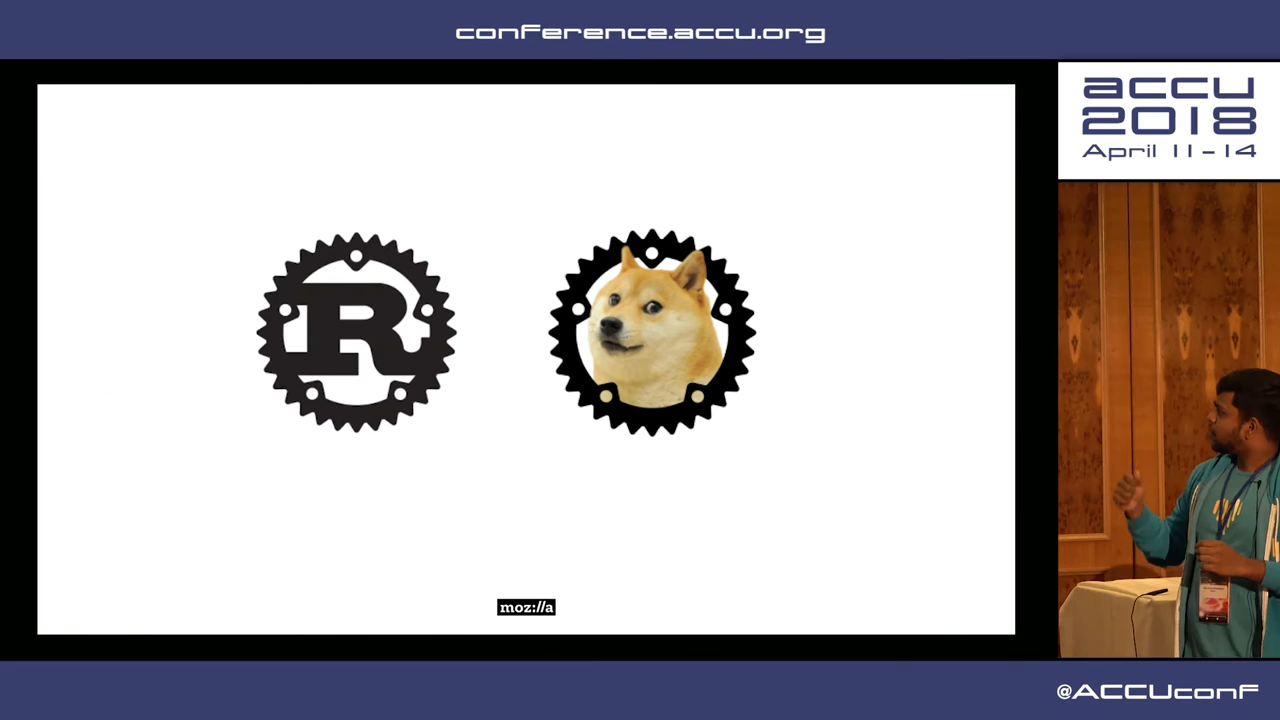 conference.accu.org
accu
2018
April 11-14
R
moz://a
@ACCUconf